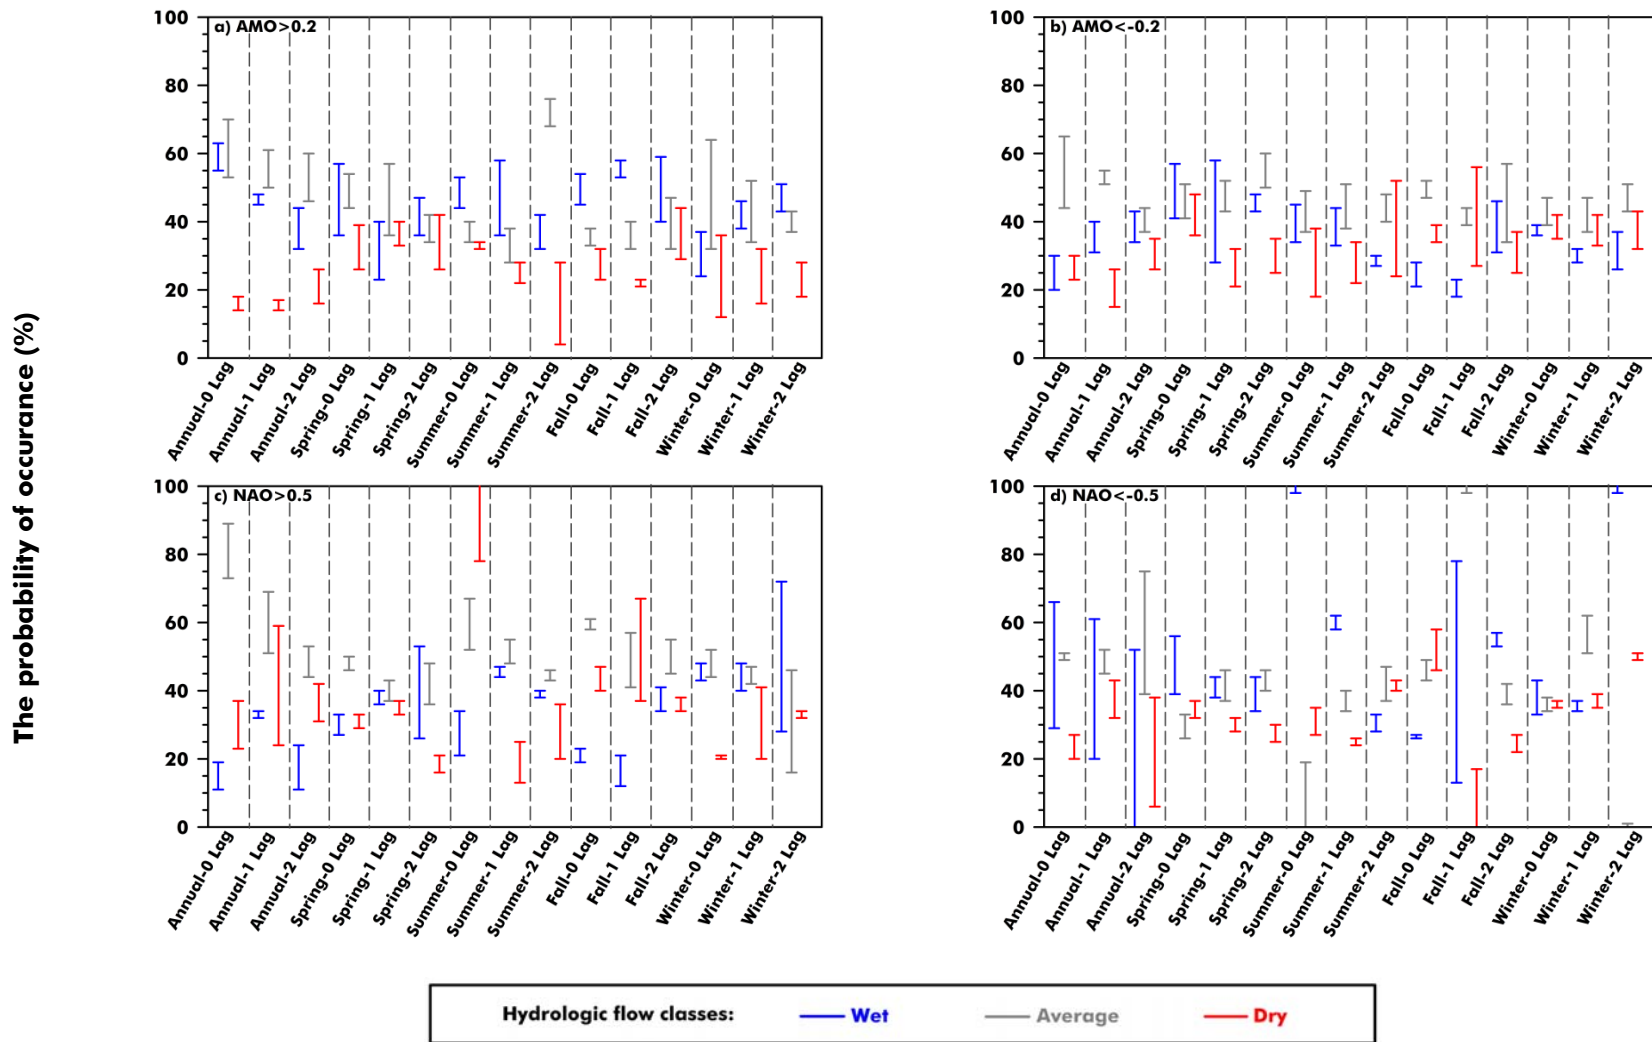 The probability of occurance (%)
a) AMO>0.2
100
80
60
40
20
0
Annual-0 Lag
Annual-1 Lag
Annual-2 Lag
Spring-0 Lag
Spring-1 Lag
Spring-2 Lag
Summer-0 Lag
Summer-1 Lag
Summer-2 Lag
Fall-0 Lag
Fall-1 Lag
Fall-2 Lag
Winter-0 Lag
Winter-1 Lag
Winter-2 Lag
b) AMO<-0.2
100
80
60
40
20
0
Annual-0 Lag
Annual-1 Lag
Annual-2 Lag
Spring-0 Lag
Spring-1 Lag
Spring-2 Lag
Summer-0 Lag
Summer-1 Lag
Summer-2 Lag
Fall-0 Lag
Fall-1 Lag
Fall-2 Lag
Winter-0 Lag
Winter-1 Lag
Winter-2 Lag
c) NAO>0.5
100
80
60
40
20
0
Annual-0 Lag
Annual-1 Lag
Annual-2 Lag
Spring-0 Lag
Spring-1 Lag
Spring-2 Lag
Summer-0 Lag
Summer-1 Lag
Summer-2 Lag
Fall-0 Lag
Fall-1 Lag
Fall-2 Lag
Winter-0 Lag
Winter-1 Lag
Winter-2 Lag
d) NAO<-0.5
100
80
60
40
20
0
Annual-0 Lag
Annual-1 Lag
Annual-2 Lag
Spring-0 Lag
Spring-1 Lag
Spring-2 Lag
Summer-0 Lag
Summer-1 Lag
Summer-2 Lag
Fall-0 Lag
Fall-1 Lag
Fall-2 Lag
Winter-0 Lag
Winter-1 Lag
Winter-2 Lag
Hydrologic flow classes: Wet Average Dry